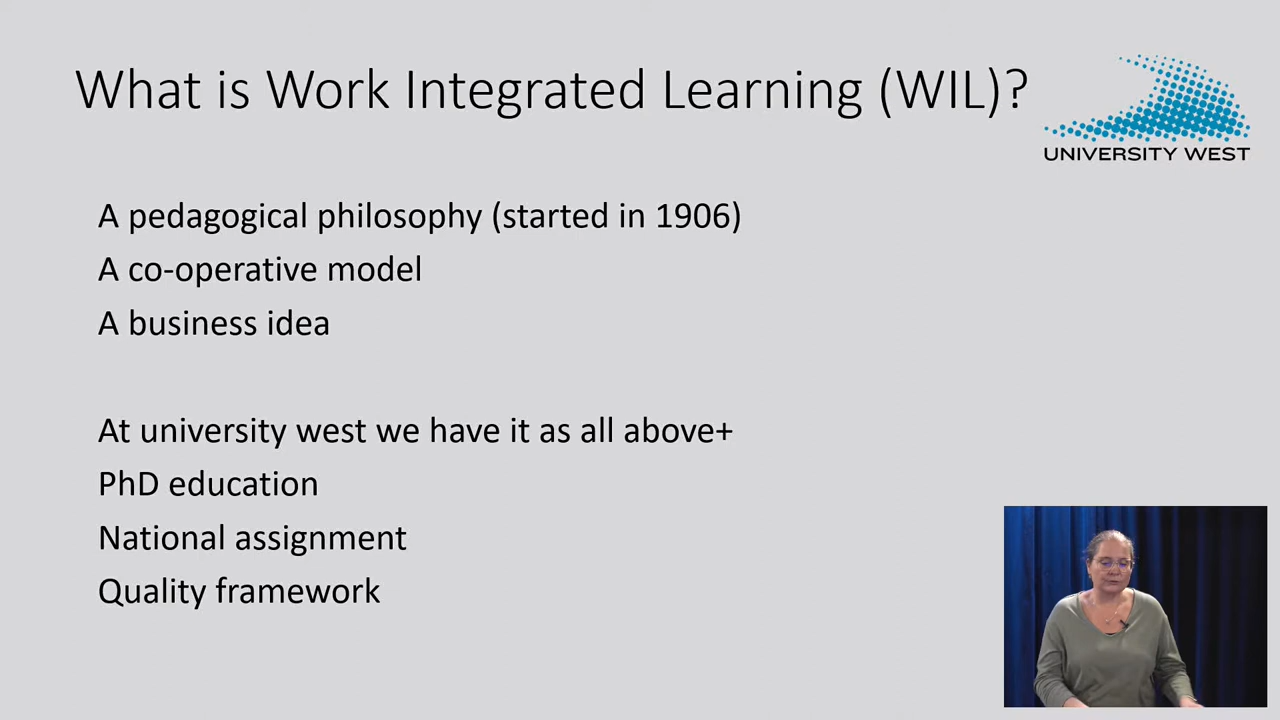 What is Work Integrated Learning (WIL)?
UNIVERSITY WEST
A pedagogical philosophy (started in 1906)
A co-operative model
A business idea
At university west we have it as all above+
PhD education
National assignment
Quality framework